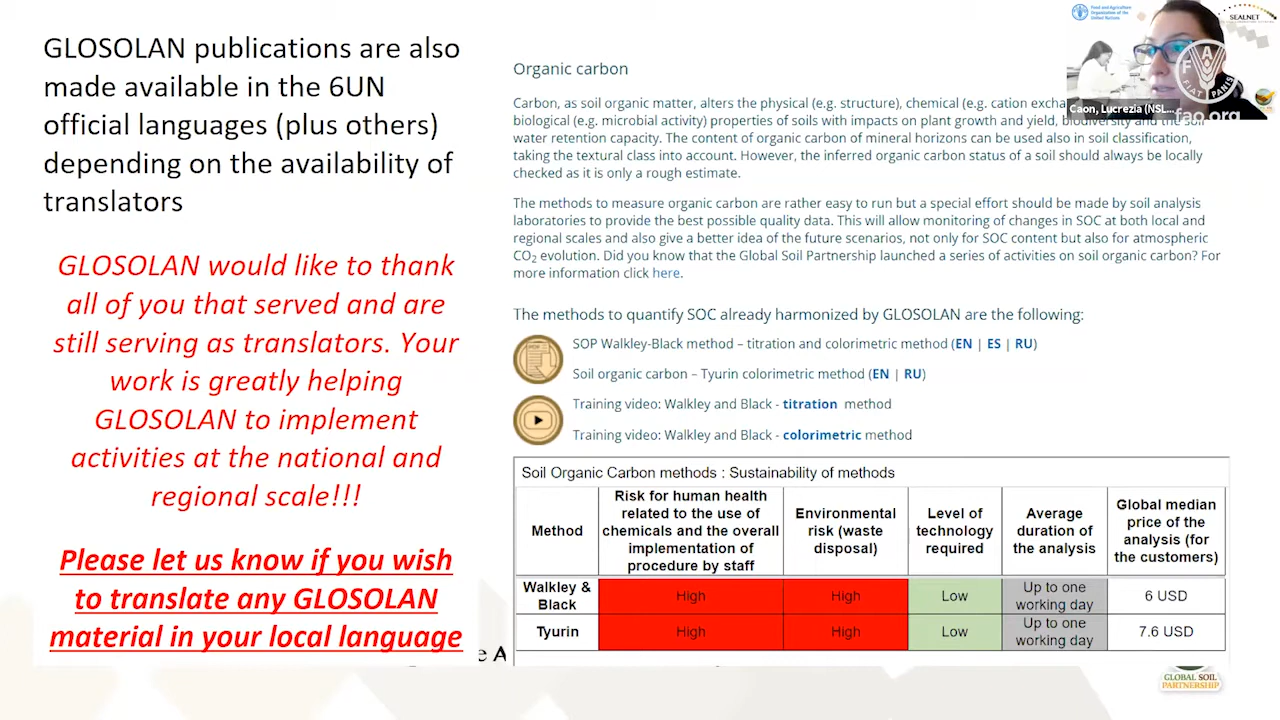 GLOSOLAN publications are also
made available in the 6UN
official languages (plus others)
depending on the availability of
translators
GLOSOLAN would like to thank
all of you that served and are
still serving as translators. Your
work is greatly helping
GLOSOLAN to implement
activities at the national and
regional scale!!!
Please let us know if you wish
to translate any GLOSOLAN
material in your local language
e A
Organic carbon
Carbon, as soil organic matter, alters the physical (e.g. structure), chemical (e.g. cation excha
biological (e.g. microbial activity) properties of soils with impacts on plant growth and yield, biodiversity and the soil
water retention capacity. The content of organic carbon of mineral horizons can be used also in soil classification,
taking the textural class into account. However, the inferred organic carbon status of a soil should always be locally
checked as it is only a rough estimate.
The methods to measure organic carbon are rather easy to run but a special effort should be made by soil analysis
laboratories to provide the best possible quality data. This will allow monitoring of changes in SOC at both local and
regional scales and also give a better idea of the future scenarios, not only for SOC content but also for atmospheric
CO2 evolution. Did you know that the Global Soil Partnership launched a series of activities on soil organic carbon? For
more information click here.
The methods to quantify SOC already harmonized by GLOSOLAN are the following:
SOP Walkley-Black method – titration and colorimetric method (EN | ES | RU)
Soil organic carbon – Tyurin colorimetric method (EN | RU)
Training video: Walkley and Black - titration method
Training video: Walkley and Black - colorimetric method
Soil Organic Carbon methods : Sustainability of methods
Method
Risk for human health
related to the use of
chemicals and the overall
implementation of
procedure by staff
Environmental
risk (waste
disposal)
Level of
technology
required
Average
duration of
the analysis
Global median
price of the
analysis (for
the customers)
Walkley &
Black
High
High
Low
Up to one
working day
6 USD
Tyurin
High
High
Low
Up to one
working day
7.6 USD
Food and Agriculture
Organization of the
United Nations
SEALNET
Caon, Lucrezia (NSL...
FAO
FIAT PANIS
fao.org
GLOBAL SOIL
PARTNERSHIP